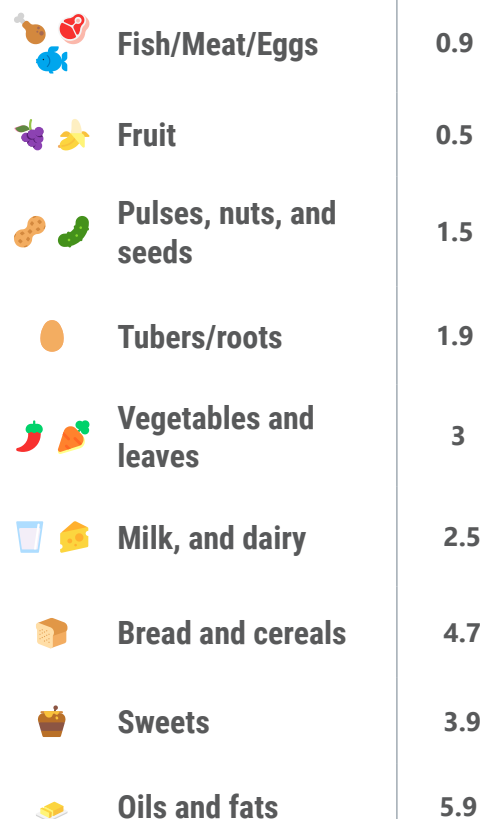 Fish/Meat/Eggs 0.9
Fruit 0.5
Pulses, nuts, and
seeds 1.5
Tubers/roots 1.9
Vegetables and
leaves 3
Milk, and dairy 2.5
Bread and cereals 4.7
Sweets 3.9
Oils and fats 5.9